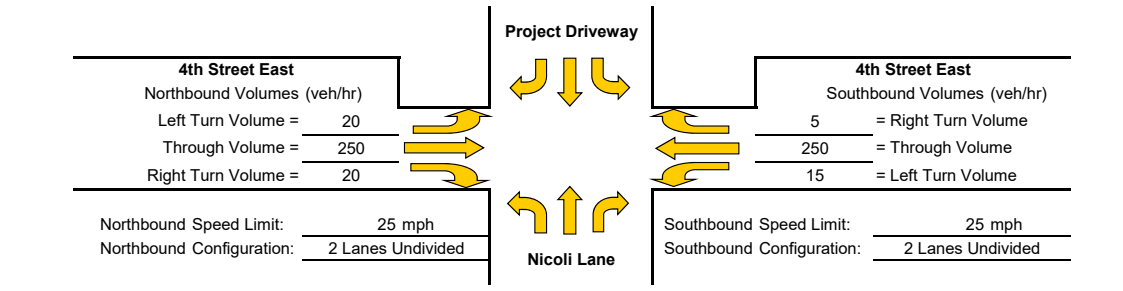 Project Driveway
4th Street East
Northbound Volumes (veh/hr)
Left Turn Volume = 20
Through Volume = 250
Right Turn Volume = 20
4th Street East
Southbound Volumes (veh/hr)
5 = Right Turn Volume
250 = Through Volume
15 = Left Turn Volume
Northbound Speed Limit: 25 mph
Northbound Configuration: 2 Lanes Undivided
Nicoli Lane
Southbound Speed Limit: 25 mph
Southbound Configuration: 2 Lanes Undivided